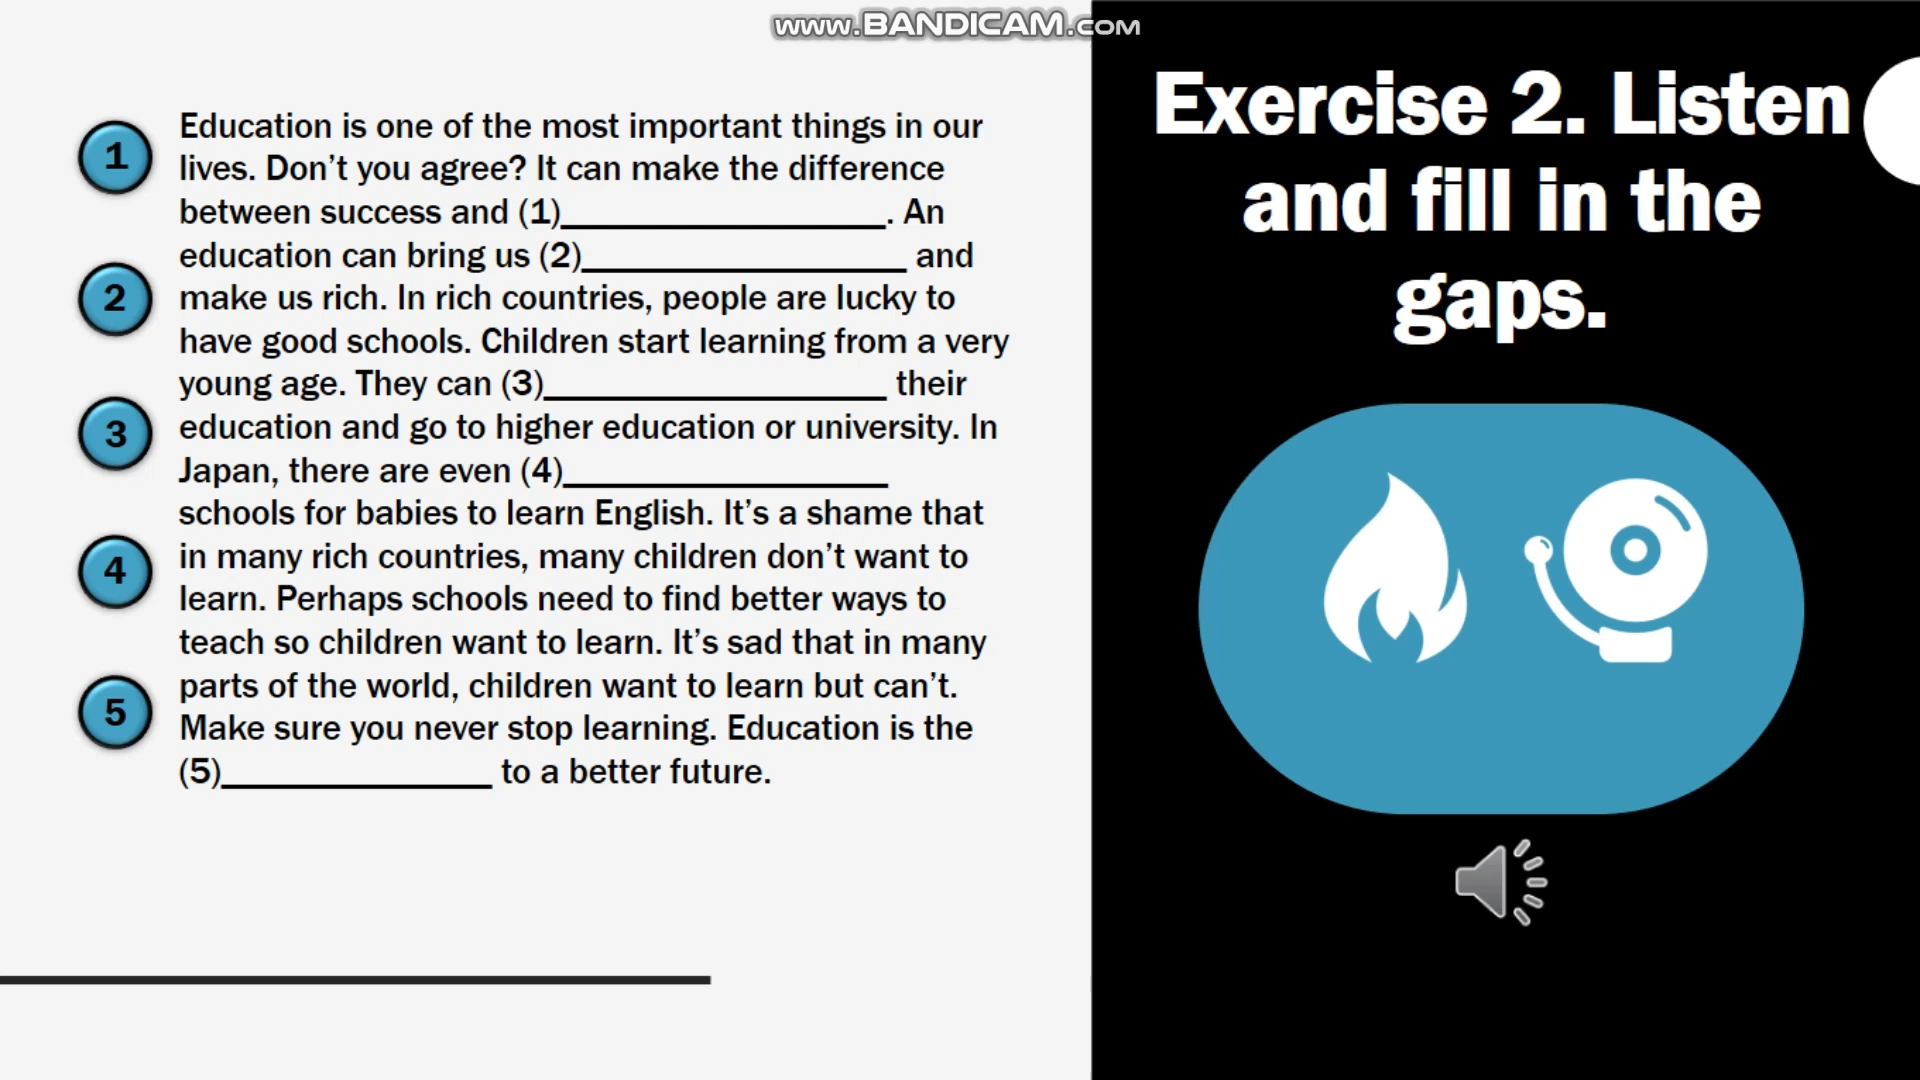 www.BANDICAM.com
1
2
3
4
5
Education is one of the most important things in our
lives. Don’t you agree? It can make the difference
between success and (1)__________________. An
education can bring us (2)__________________ and
make us rich. In rich countries, people are lucky to
have good schools. Children start learning from a very
young age. They can (3)___________________ their
education and go to higher education or university. In
Japan, there are even (4)__________________
schools for babies to learn English. It’s a shame that
in many rich countries, many children don’t want to
learn. Perhaps schools need to find better ways to
teach so children want to learn. It’s sad that in many
parts of the world, children want to learn but can’t.
Make sure you never stop learning. Education is the
(5)_______________ to a better future.
Exercise 2. Listen
and fill in the
gaps.